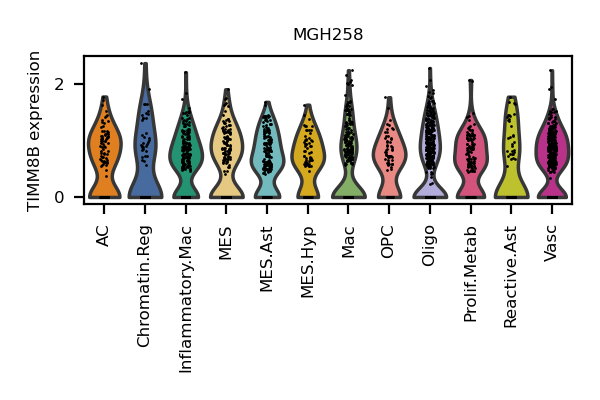 MGH258
TIMM8B expression
2
0
AC
Chromatin.Reg
Inflammatory.Mac
MES
MES.Ast
MES.Hyp
Mac
OPC
Oligo
Prolif.Metab
Reactive.Ast
Vasc